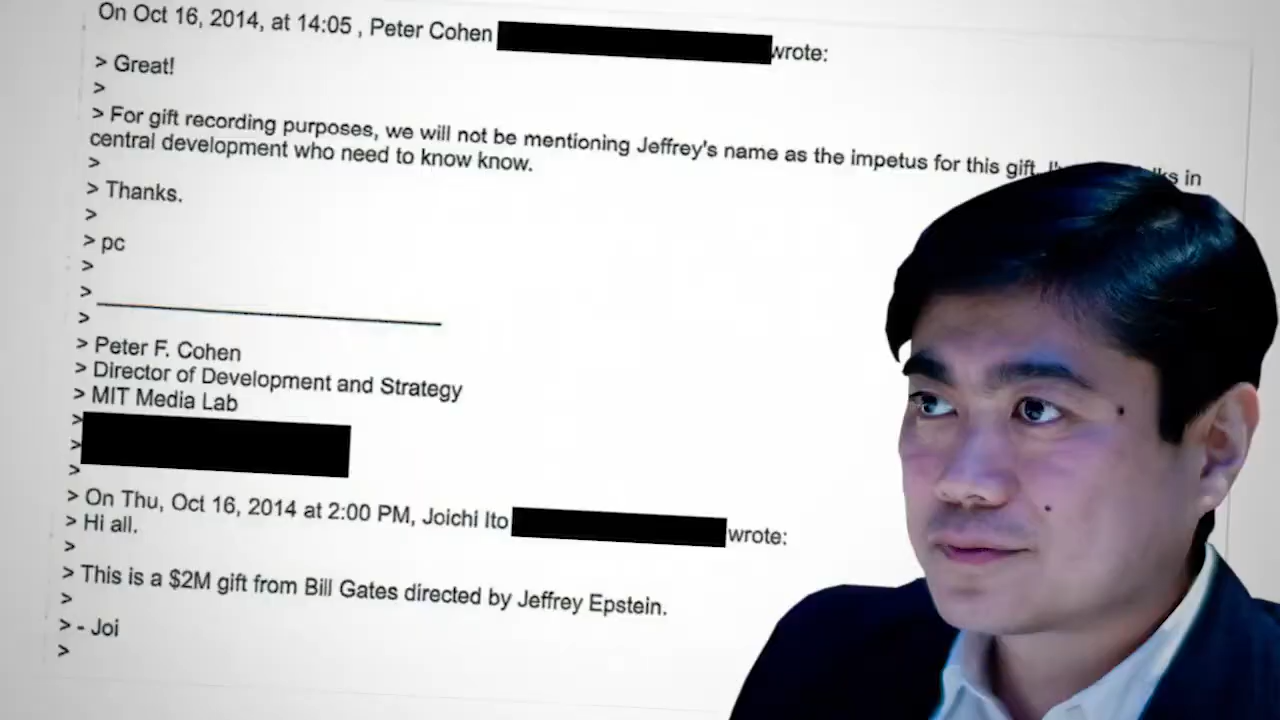 On Oct 16, 2014, at 14:05 , Peter Cohen wrote:
> Great!
>
> For gift recording purposes, we will not be mentioning Jeffrey's name as the impetus for this gift. in
central development who need to know know.
>
> Thanks.
>
> pc
>
> ____________________
>
> Peter F. Cohen
> Director of Development and Strategy
> MIT Media Lab
>
>
>
> On Thu, Oct 16, 2014 at 2:00 PM, Joichi Ito wrote:
> Hi all.
>
> This is a $2M gift from Bill Gates directed by Jeffrey Epstein.
>
> - Joi
>